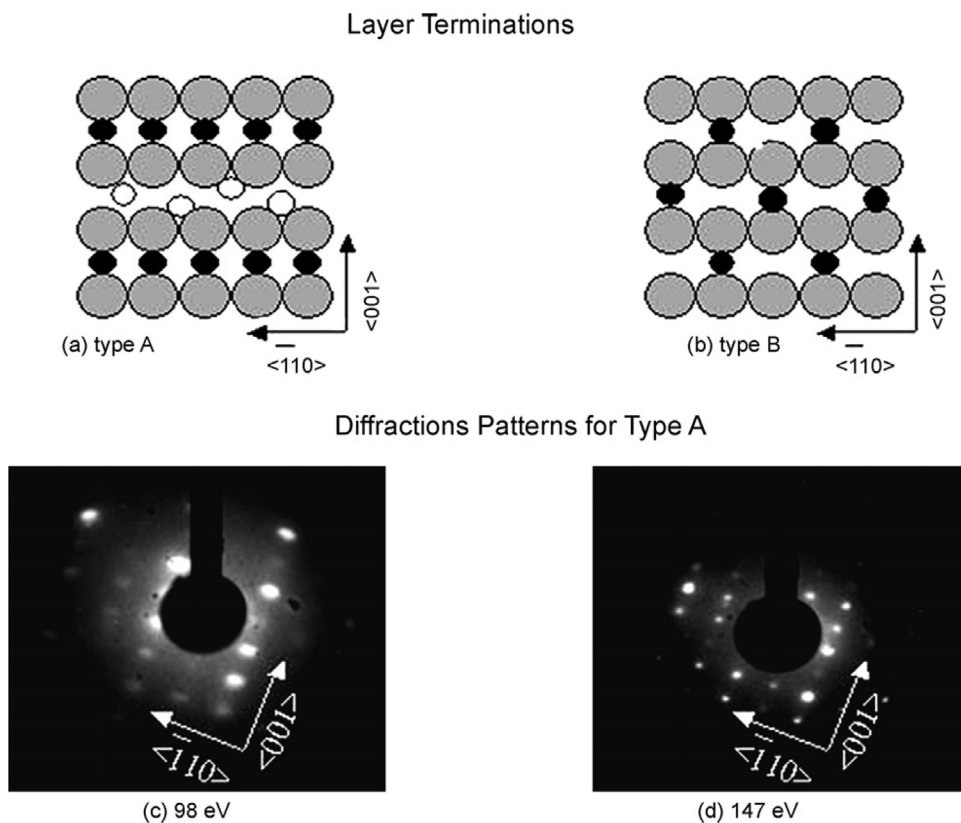 Layer Terminations
<001>
<001>
(a) type A
(b) type B
<110>
<110>
Diffractions Patterns for Type A
<110>
<001>
<110>
<001>
(c) 98 eV
(d) 147 eV